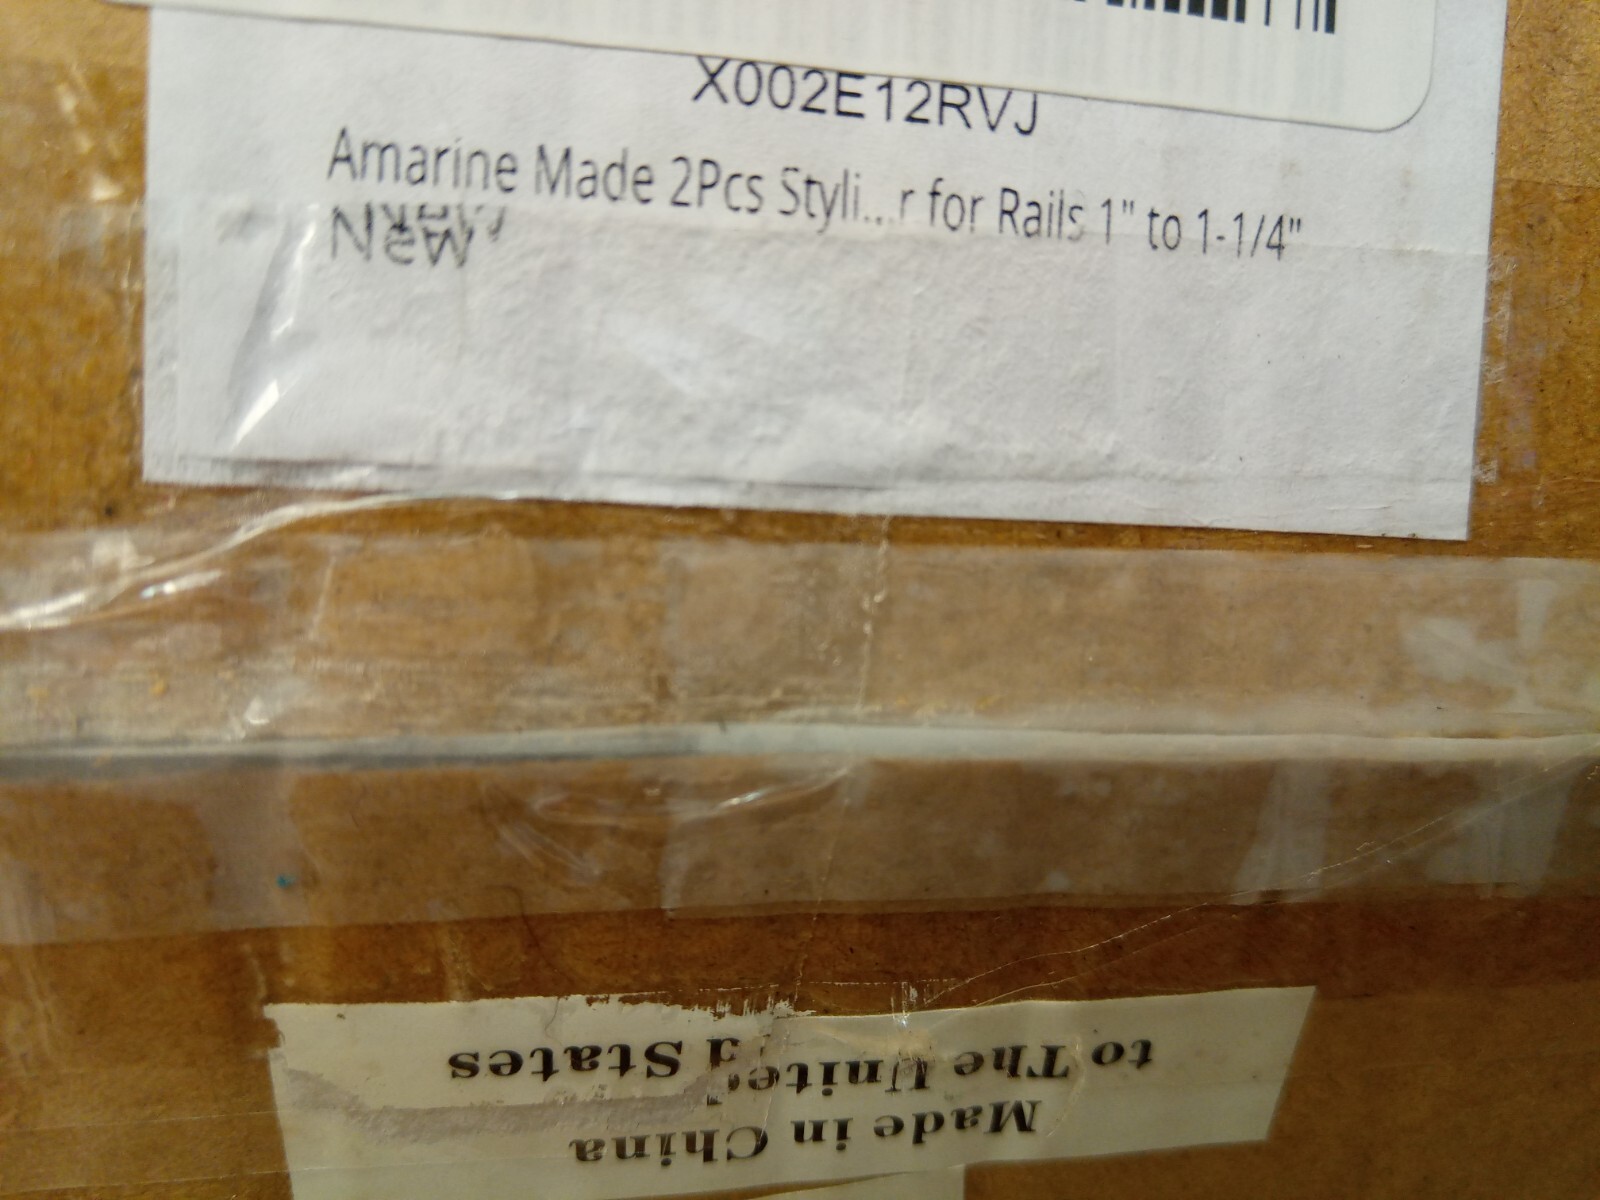 X002E12RVJ
Amarine Made 2Pcs Styli...r for Rails 1" to 1-1/4"
New
Made in China
to The United States